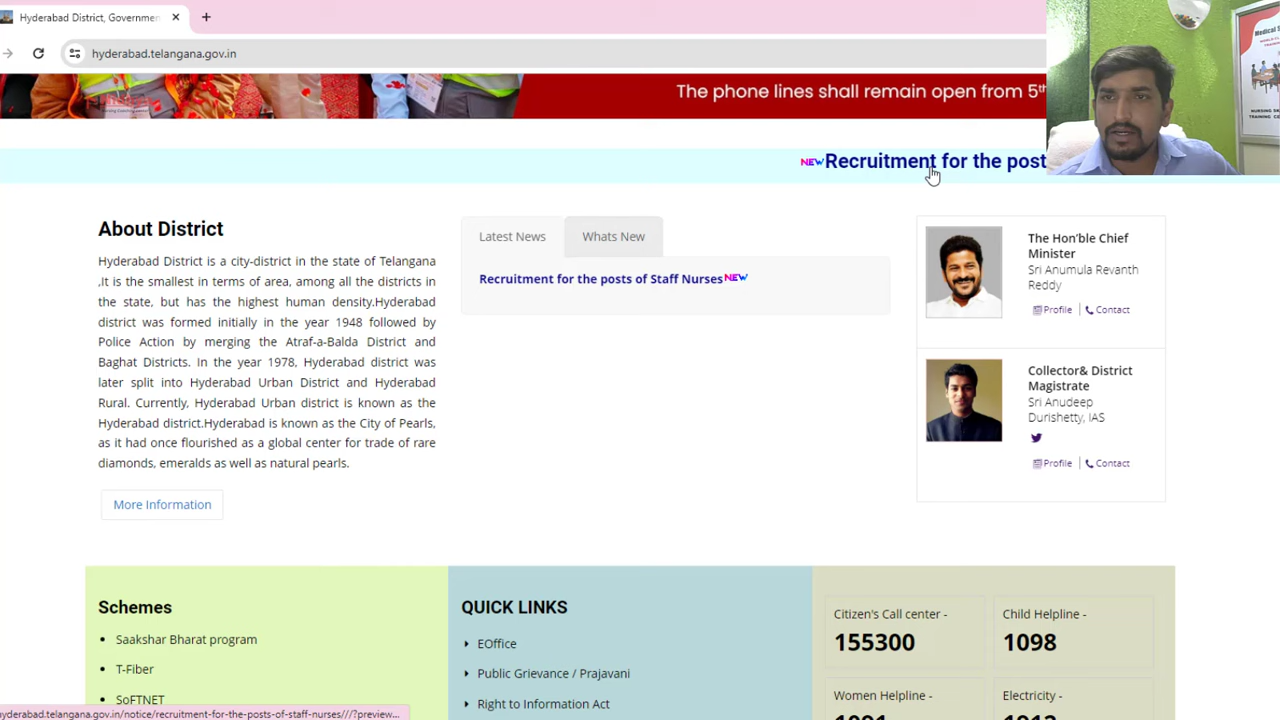 Hyderabad District, Government
hyderabad.telangana.gov.in
The phone lines shall remain open from 5th
NEW Recruitment for the post
About District
Hyderabad District is a city-district in the state of Telangana
,It is the smallest in terms of area, among all the districts in
the state, but has the highest human density.Hyderabad
district was formed initially in the year 1948 followed by
Police Action by merging the Atraf-a-Balda District and
Baghat Districts. In the year 1978, Hyderabad district was
later split into Hyderabad Urban District and Hyderabad
Rural. Currently, Hyderabad Urban district is known as the
Hyderabad district.Hyderabad is known as the City of Pearls,
as it had once flourished as a global center for trade of rare
diamonds, emeralds as well as natural pearls.
More Information
Latest News
Whats New
Recruitment for the posts of Staff Nurses NEW
The Hon'ble Chief
Minister
Sri Anumula Revanth
Reddy
Profile
Contact
Collector& District
Magistrate
Sri Anudeep
Durishetty, IAS
Profile
Contact
Schemes
Saakshar Bharat program
T-Fiber
SoFTNET
QUICK LINKS
EOffice
Public Grievance / Prajavani
Right to Information Act
Citizen's Call center -
155300
Child Helpline -
1098
Women Helpline -
1091
Electricity -
1912
hyderabad.telangana.gov.in/notice/recruitment-for-the-posts-of-staff-nurses///?preview...